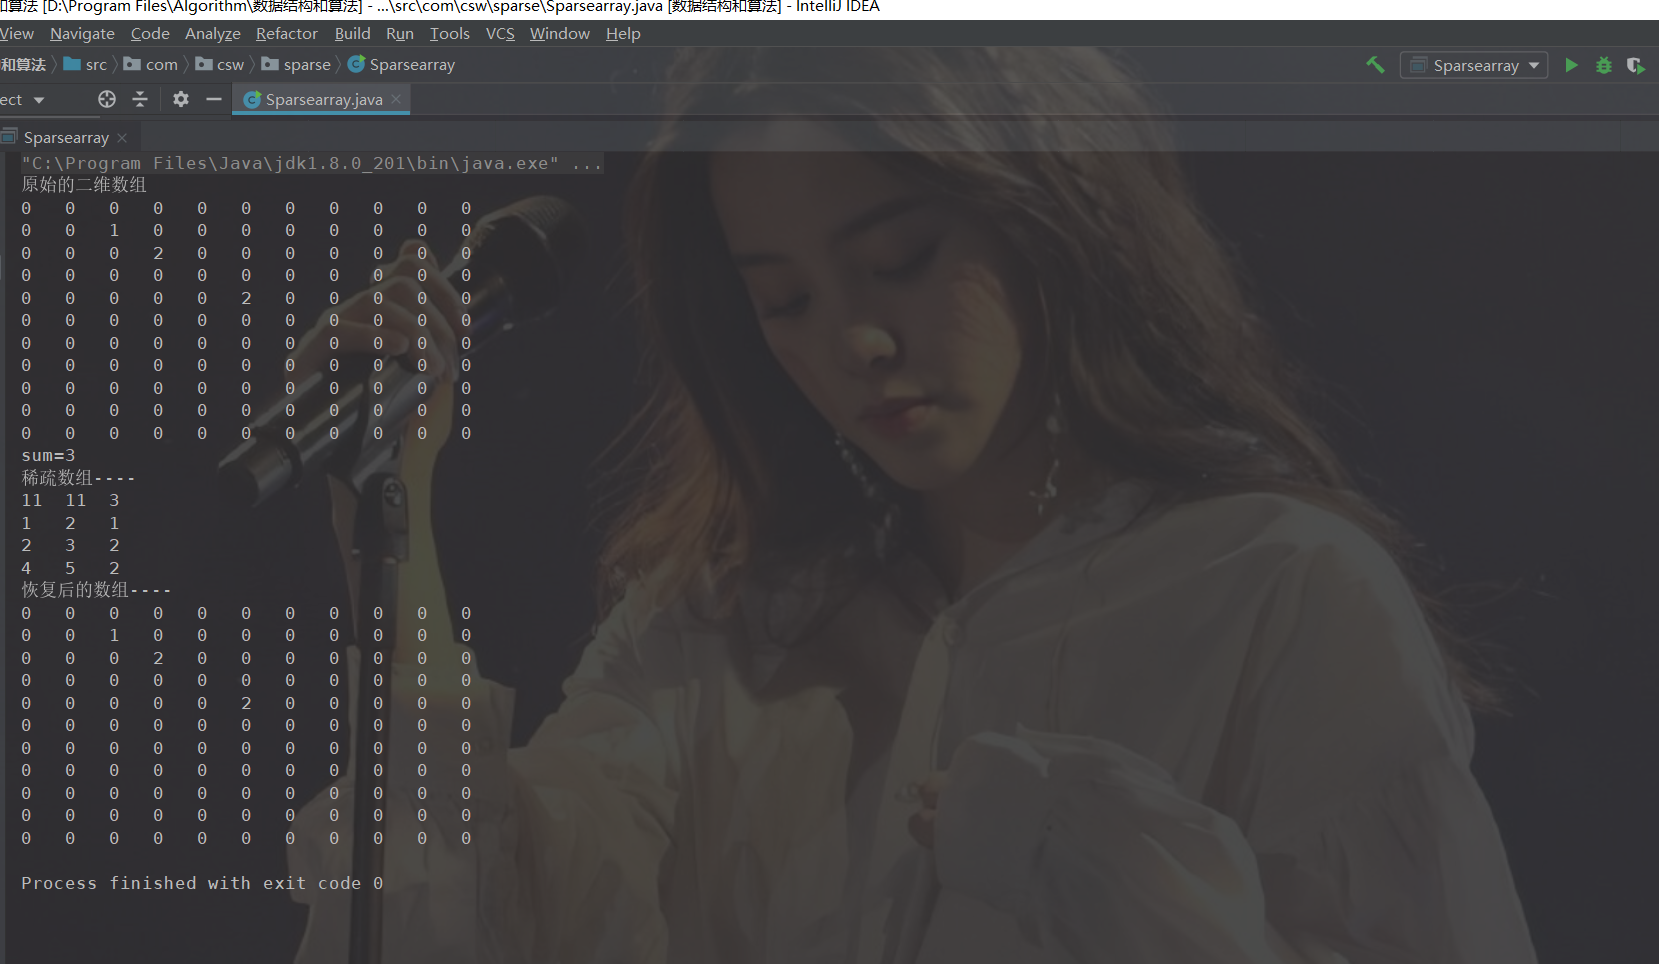 和算法 [D:\Program Files\Algorithm\数据结构和算法] - ...\src\com\csw\sparse\Sparsearray.java [数据结构和算法] - IntelliJ IDEA
View Navigate Code Analyze Refactor Build Run Tools VCS Window Help
和算法 src com csw sparse Sparsearray Sparsearray
ect Sparsearray.java
Sparsearray
"C:\Program Files\Java\jdk1.8.0_201\bin\java.exe" ...
原始的二维数组
0 0 0 0 0 0 0 0 0 0 0
0 0 1 0 0 0 0 0 0 0 0
0 0 0 2 0 0 0 0 0 0 0
0 0 0 0 0 0 0 0 0 0 0
0 0 0 0 0 2 0 0 0 0 0
0 0 0 0 0 0 0 0 0 0 0
0 0 0 0 0 0 0 0 0 0 0
0 0 0 0 0 0 0 0 0 0 0
0 0 0 0 0 0 0 0 0 0 0
0 0 0 0 0 0 0 0 0 0 0
0 0 0 0 0 0 0 0 0 0 0
sum=3
稀疏数组----
11 11 3
1 2 1
2 3 2
4 5 2
恢复后的数组----
0 0 0 0 0 0 0 0 0 0 0
0 0 1 0 0 0 0 0 0 0 0
0 0 0 2 0 0 0 0 0 0 0
0 0 0 0 0 0 0 0 0 0 0
0 0 0 0 0 2 0 0 0 0 0
0 0 0 0 0 0 0 0 0 0 0
0 0 0 0 0 0 0 0 0 0 0
0 0 0 0 0 0 0 0 0 0 0
0 0 0 0 0 0 0 0 0 0 0
0 0 0 0 0 0 0 0 0 0 0
0 0 0 0 0 0 0 0 0 0 0
Process finished with exit code 0